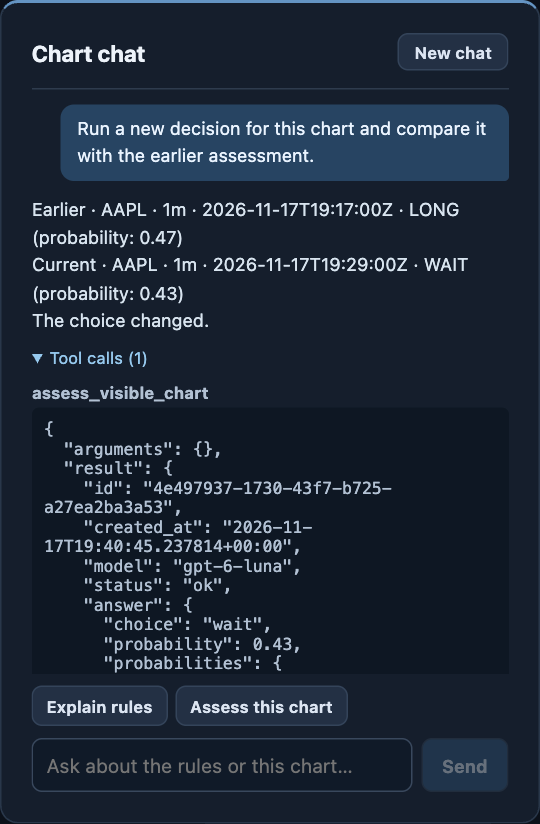 Chart chat
New chat
Run a new decision for this chart and compare it
with the earlier assessment.
Earlier · AAPL · 1m · 2026-11-17T19:17:00Z · LONG
(probability: 0.47)
Current · AAPL · 1m · 2026-11-17T19:29:00Z · WAIT
(probability: 0.43)
The choice changed.
▼ Tool calls (1)
assess_visible_chart
{
  "arguments": {},
  "result": {
    "id": "4e497937-1730-43f7-b725-
a27ea2ba3a53",
    "created_at": "2026-11-
17T19:40:45.237814+00:00",
    "model": "gpt-6-luna",
    "status": "ok",
    "answer": {
      "choice": "wait",
      "probability": 0.43,
      "probabilities": {
Explain rules
Assess this chart
Ask about the rules or this chart...
Send